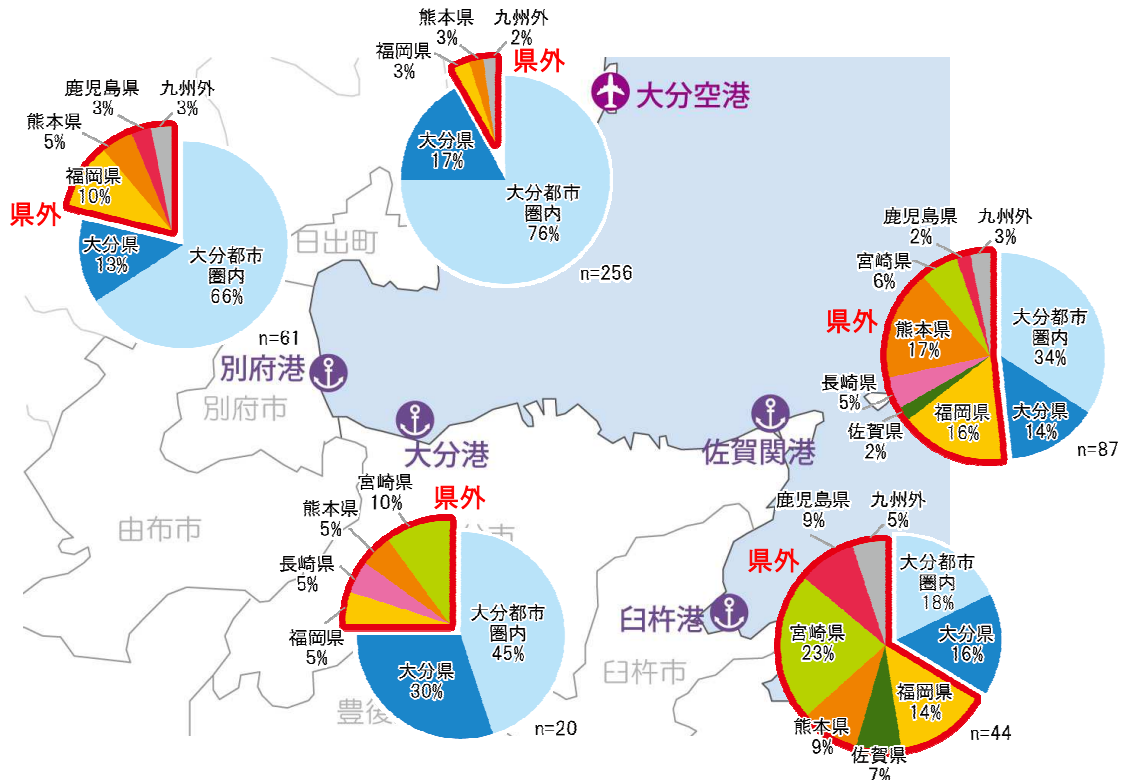 熊本県
3%
九州外
2%
福岡県
3%
県外
大分県
17%
大分都市
圏内
76%
n=256
大分空港
鹿児島県
3%
九州外
3%
熊本県
5%
福岡県
10%
県外
大分県
13%
大分都市
圏内
66%
n=61
日出町
別府港
別府市
大分港
佐賀関港
鹿児島県
2%
九州外
3%
宮崎県
6%
県外
熊本県
17%
長崎県
5%
佐賀県
2%
福岡県
16%
大分都市
圏内
34%
大分県
14%
n=87
由布市
宮崎県
10%
県外
熊本県
5%
長崎県
5%
福岡県
5%
大分都市
圏内
45%
大分県
30%
n=20
豊後
臼杵港
臼杵市
鹿児島県
9%
九州外
5%
県外
大分都市
圏内
18%
大分県
16%
宮崎県
23%
福岡県
14%
熊本県
9%
佐賀県
7%
n=44